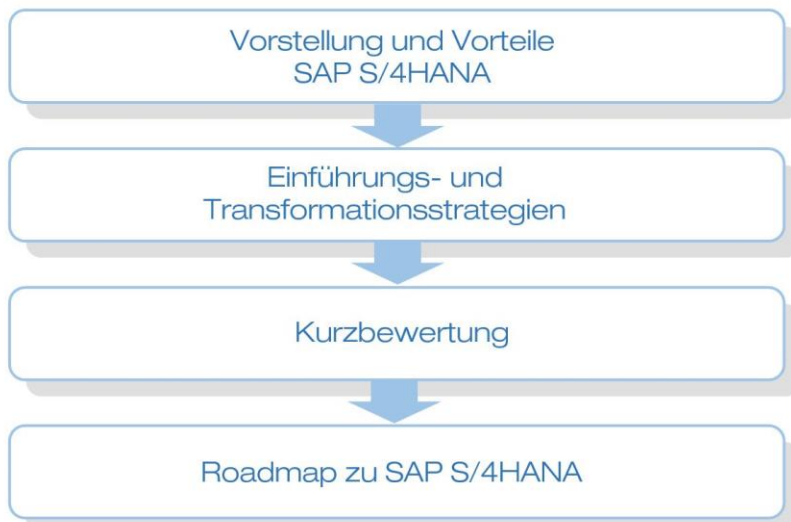 Vorstellung und Vorteile
SAP S/4HANA
Einführungs- und
Transformationsstrategien
Kurzbewertung
Roadmap zu SAP S/4HANA